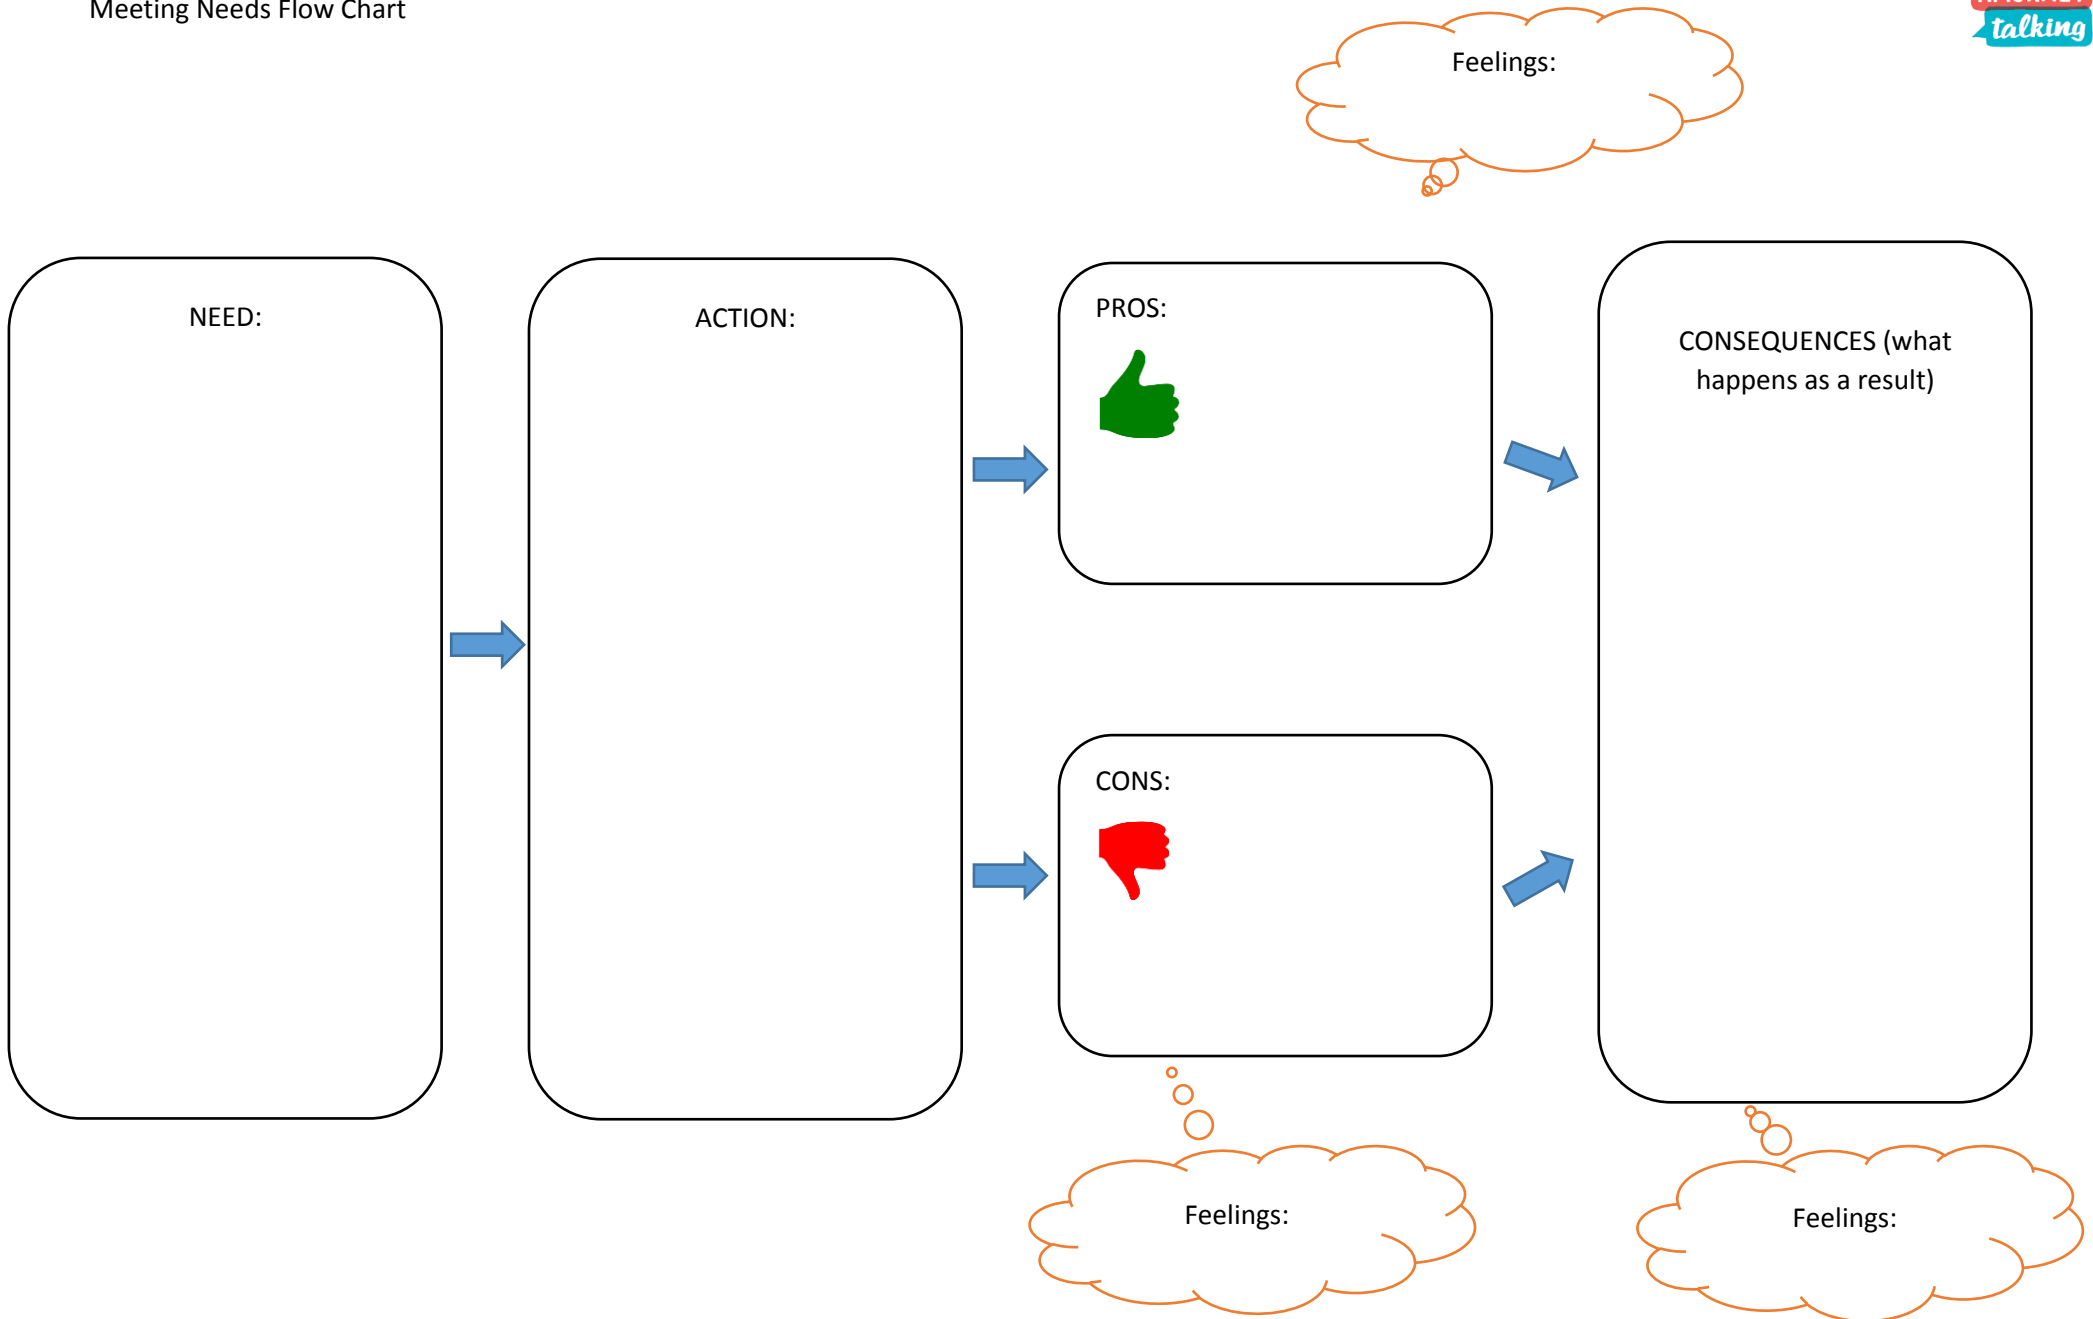 Meeting Needs Flow Chart
talking
Feelings:
NEED:
ACTION:
PROS:
CONSEQUENCES (what
happens as a result)
CONS:
Feelings:
Feelings: